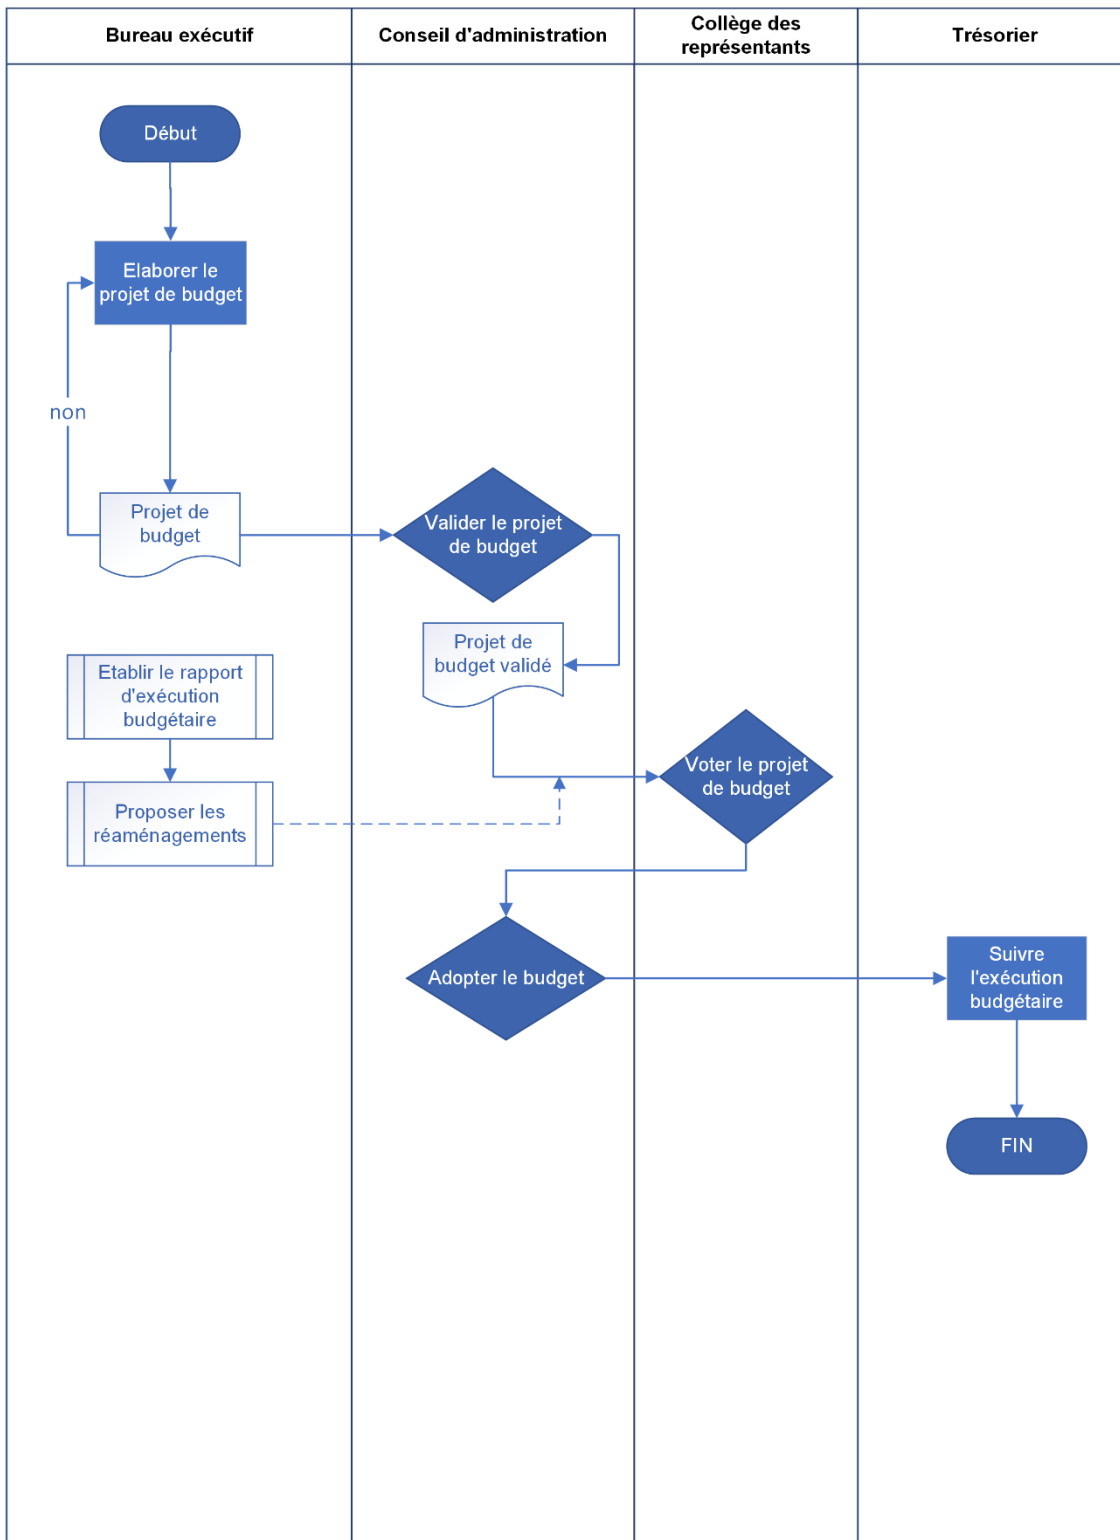 Bureau exécutif
Conseil d'administration
Collège des
représentants
Trésorier
Début
Elaborer le
projet de budget
non
Projet de
budget
Valider le projet
de budget
Projet de
budget validé
Etablir le rapport
d'exécution
budgétaire
Voter le projet
de budget
Proposer les
réaménagements
Adopter le budget
Suivre
l'exécution
budgétaire
FIN